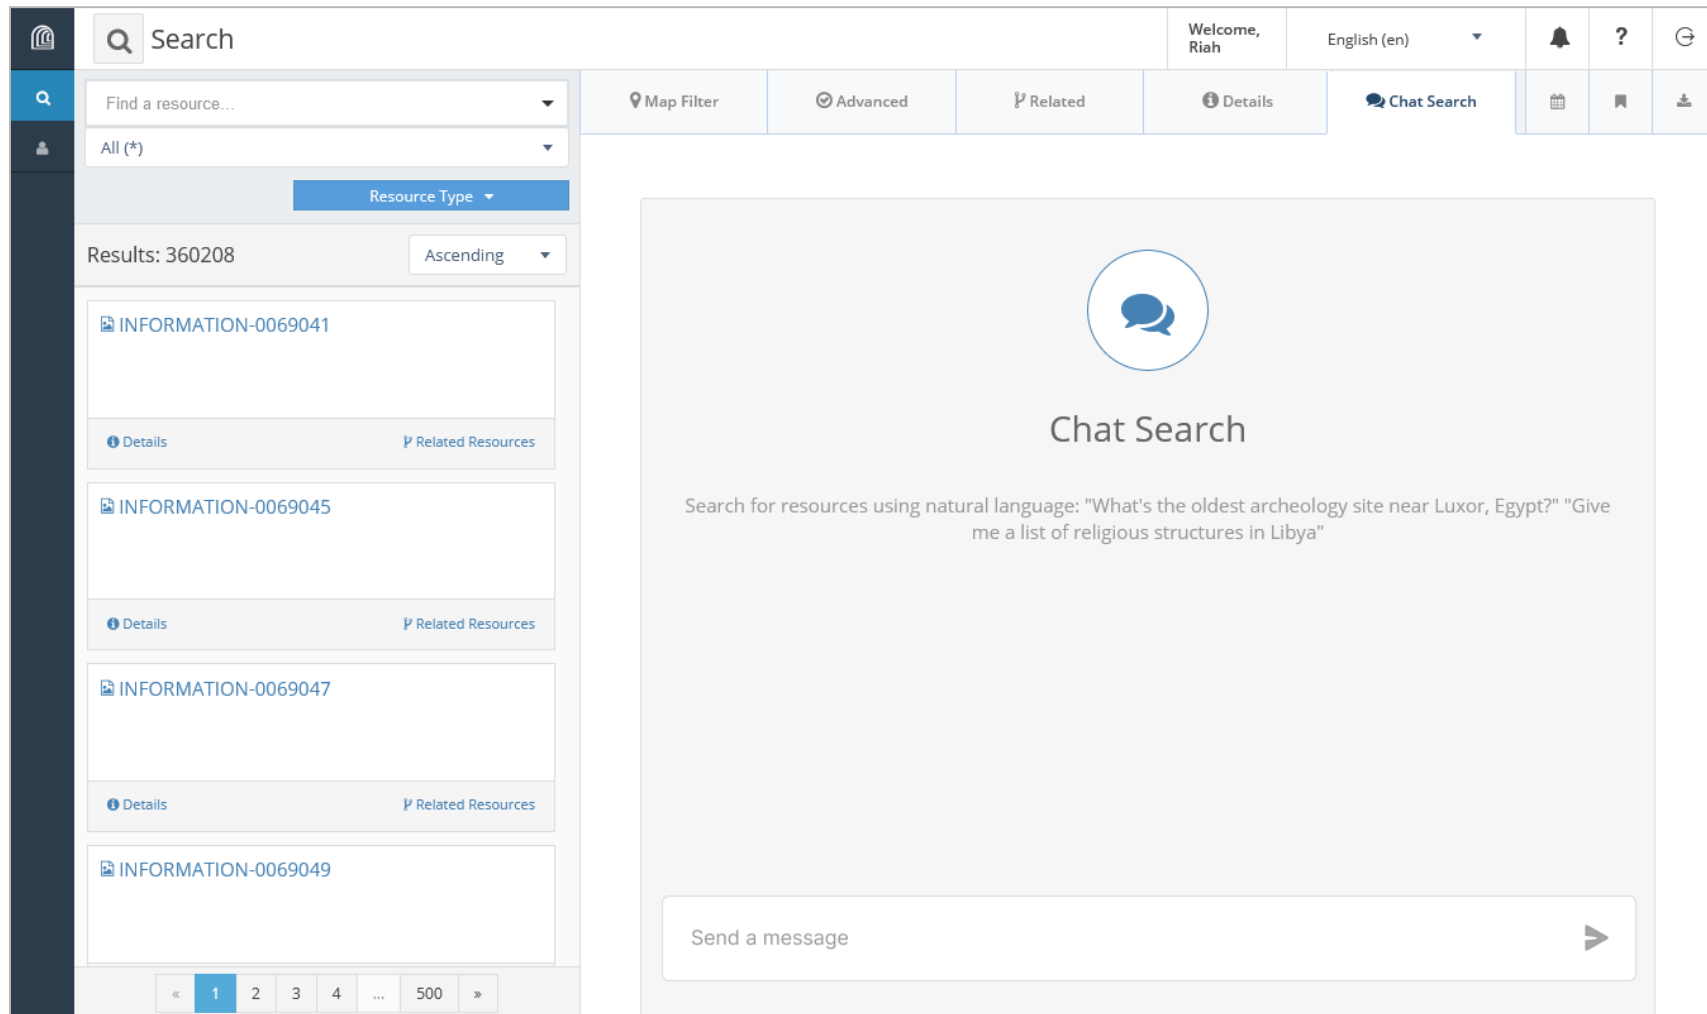 Search
Welcome,
Riah
English (en)
?
Find a resource...
All (*)
Resource Type
Results: 360208
Ascending
INFORMATION-0069041
Details
Related Resources
INFORMATION-0069045
Details
Related Resources
INFORMATION-0069047
Details
Related Resources
INFORMATION-0069049
« 1 2 3 4 ... 500 »
Map Filter
Advanced
Related
Details
Chat Search
Chat Search
Search for resources using natural language: "What's the oldest archeology site near Luxor, Egypt?" "Give
me a list of religious structures in Libya"
Send a message